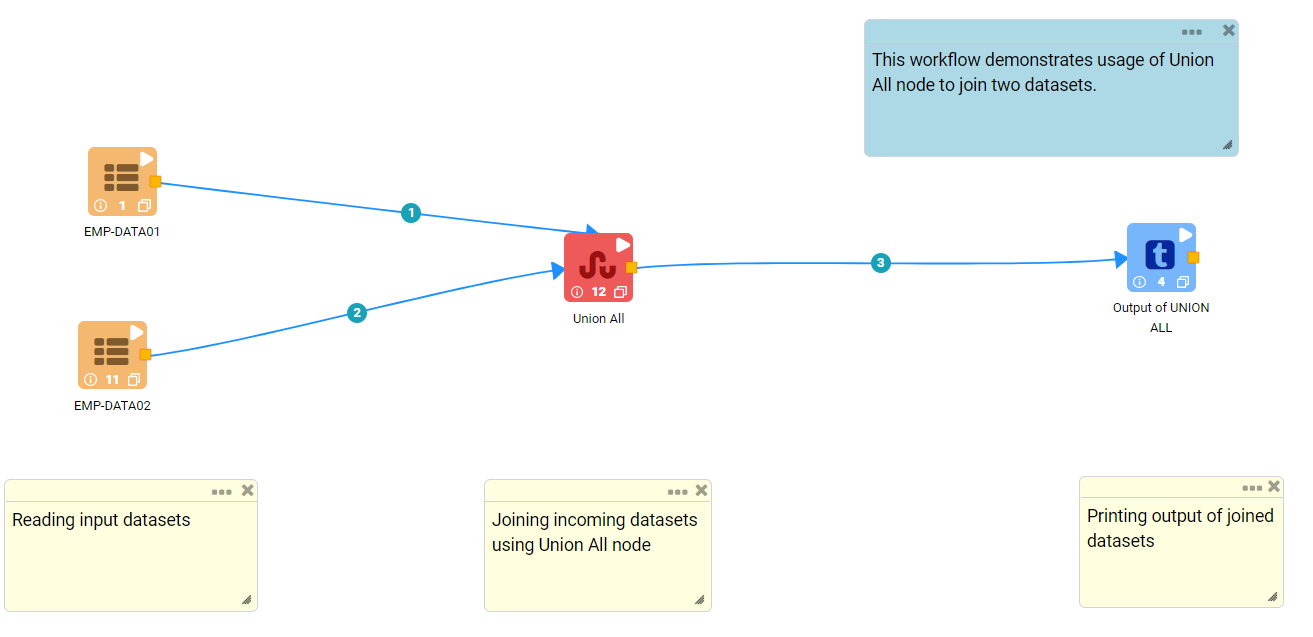 This workflow demonstrates usage of Union
All node to join two datasets.
1
EMP-DATA01
1
11
EMP-DATA02
2
12
Union All
3
t
4
Output of UNION
ALL
Reading input datasets
Joining incoming datasets
using Union All node
Printing output of joined
datasets